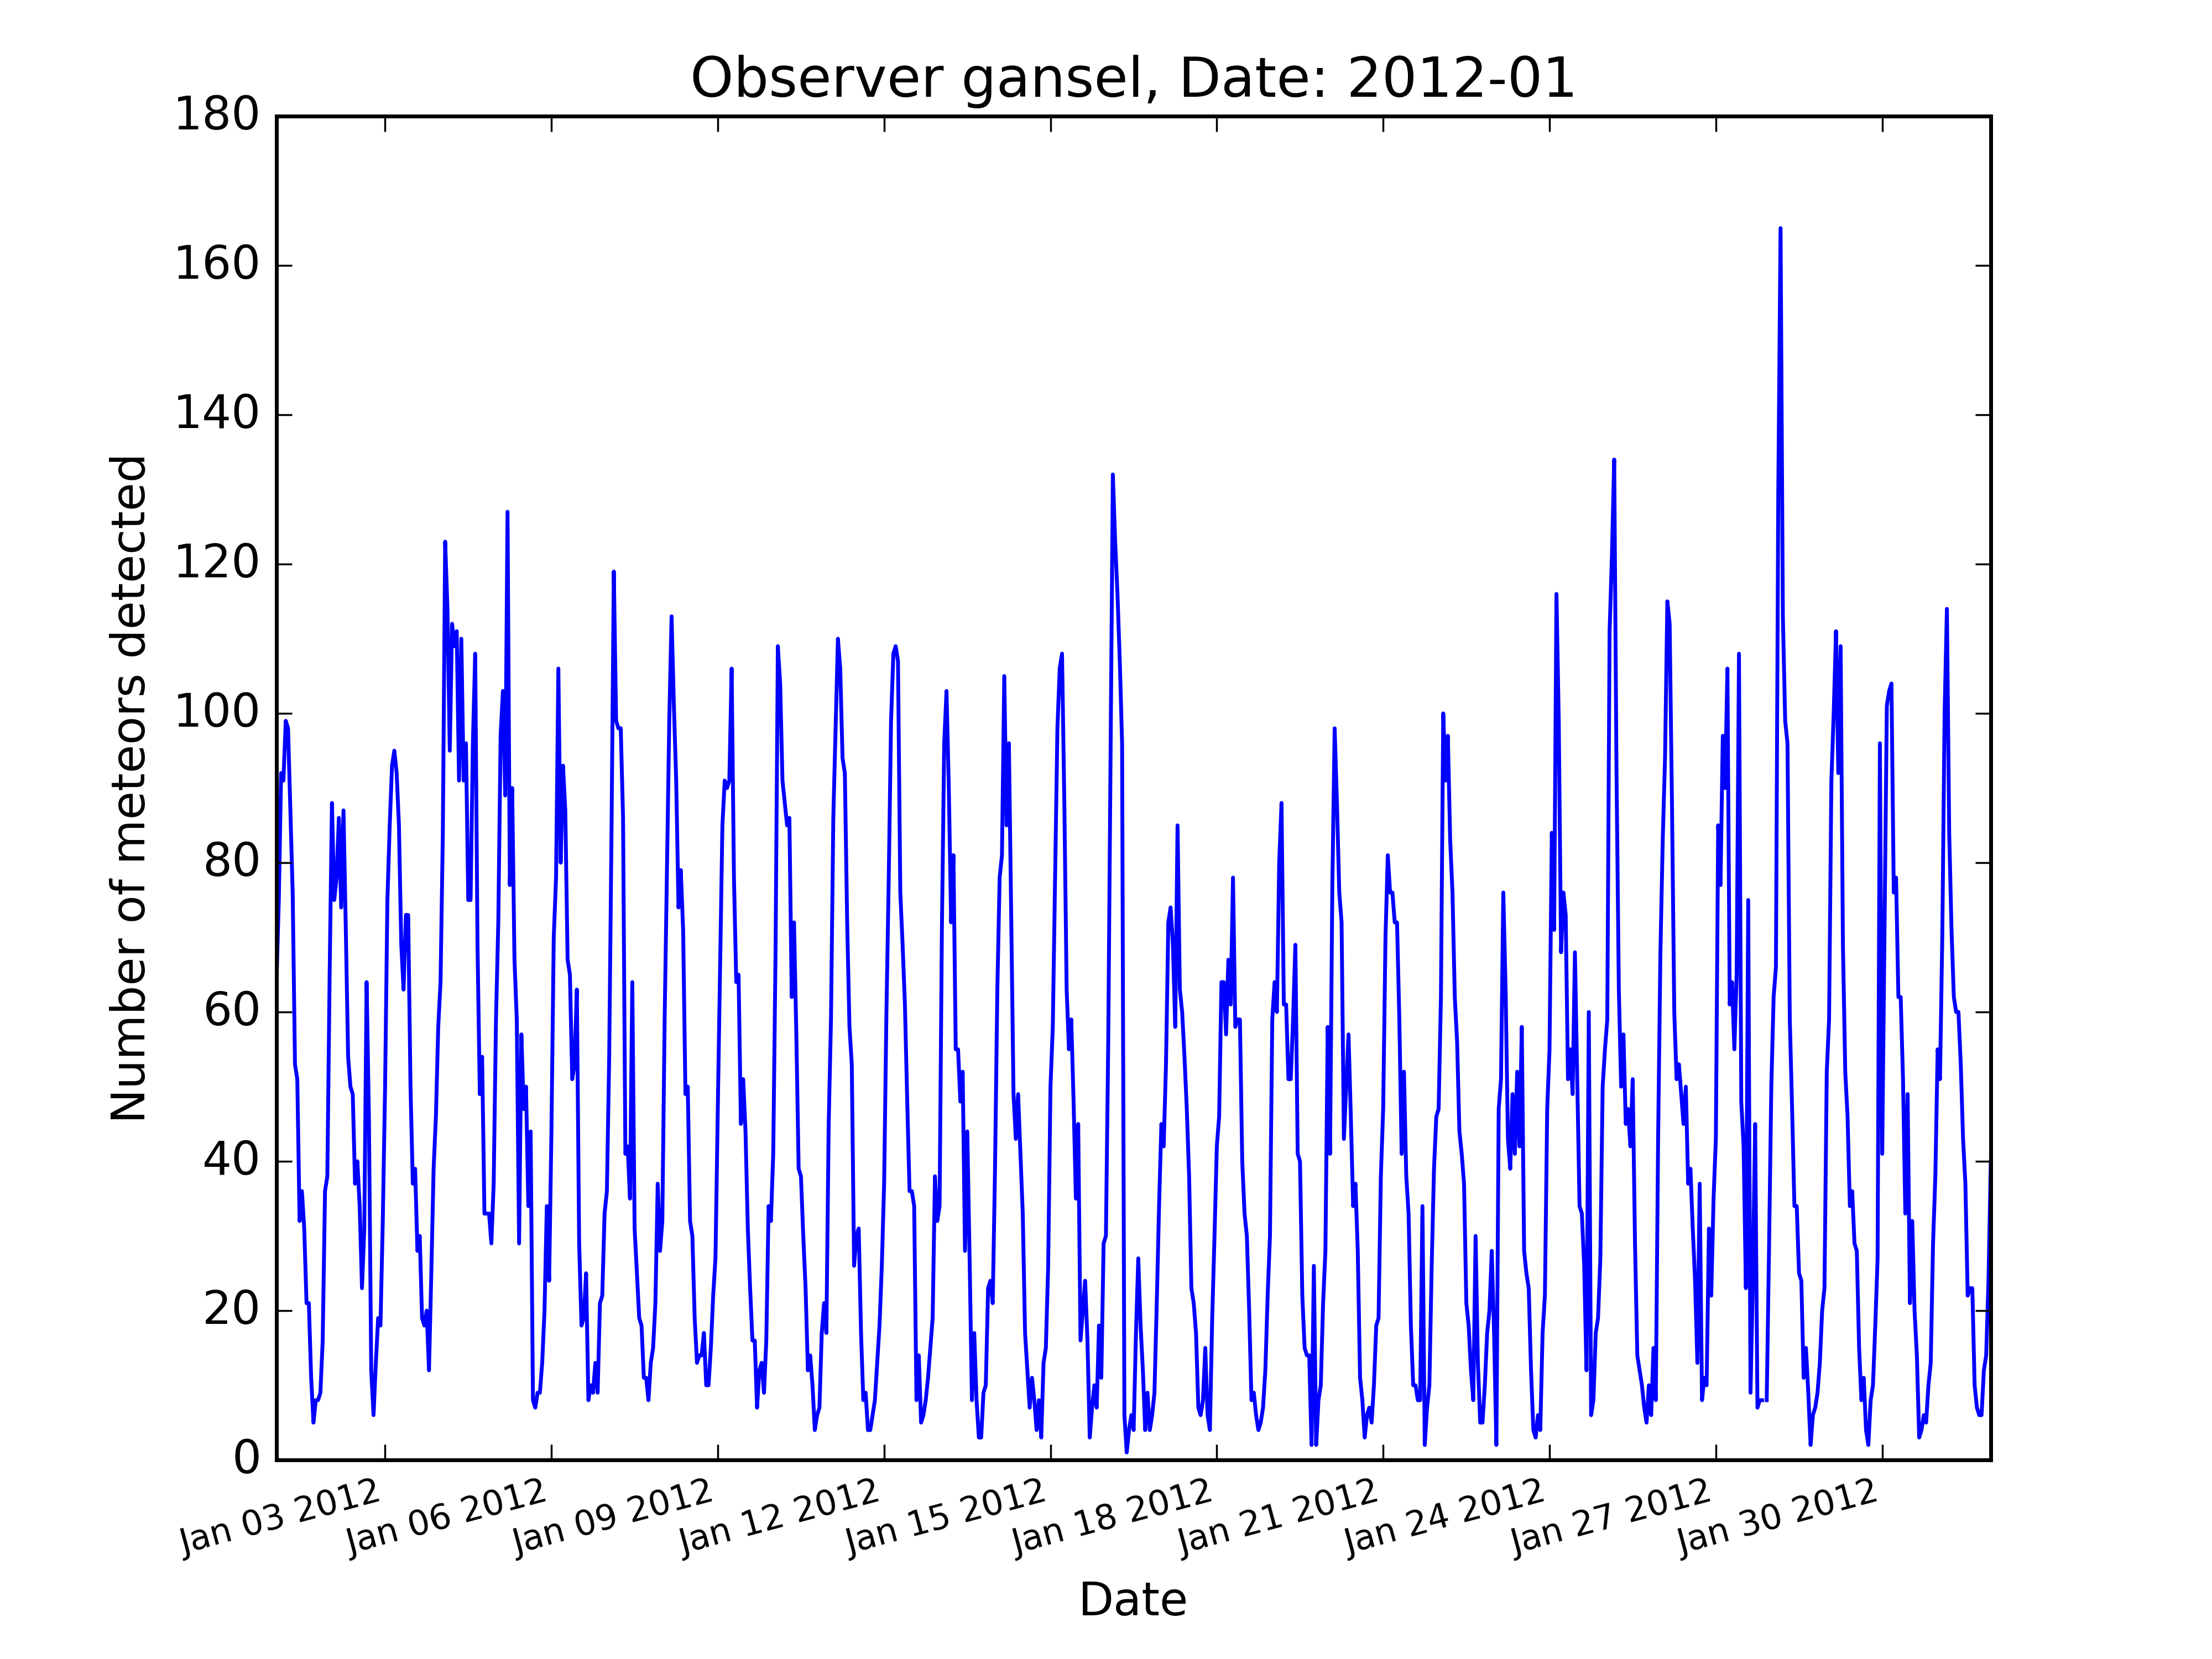 Observer gansel, Date: 2012-01
180
160
140
120
100
80
60
40
20
0
Number of meteors detected
Jan 03 2012
Jan 06 2012
Jan 09 2012
Jan 12 2012
Jan 15 2012
Jan 18 2012
Jan 21 2012
Jan 24 2012
Jan 27 2012
Jan 30 2012
Date